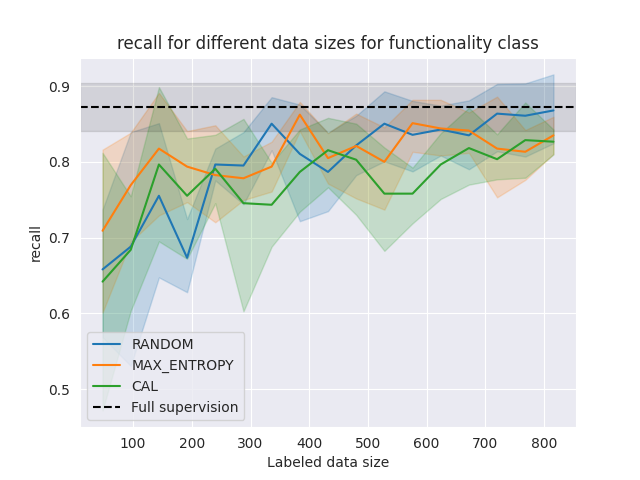 recall for different data sizes for functionality class
0.9
0.8
0.7
0.6
0.5
recall
RANDOM
MAX_ENTROPY
CAL
Full supervision
100 200 300 400 500 600 700 800
Labeled data size